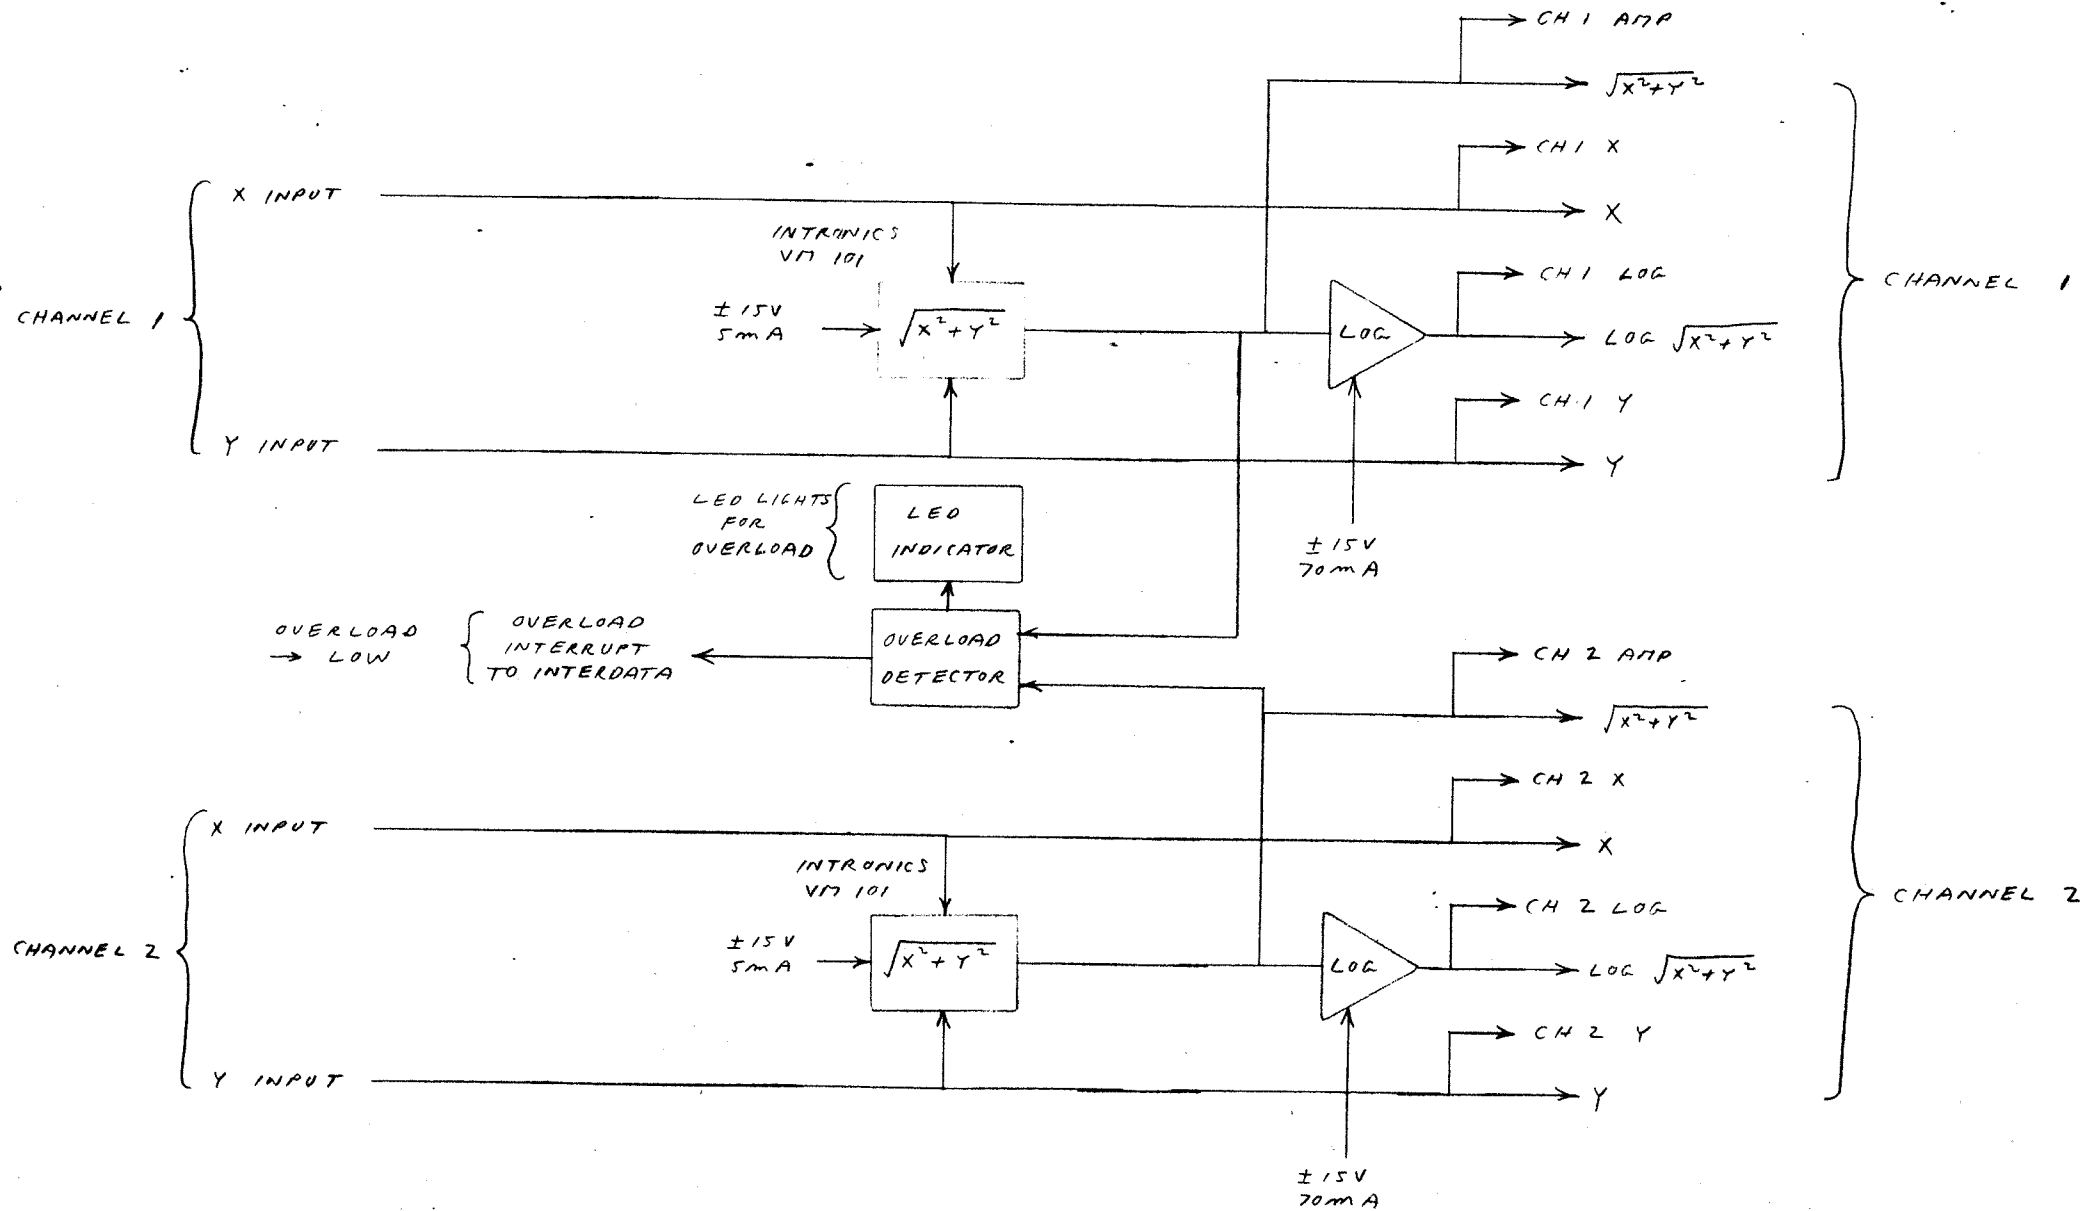 CH 1 AMP
√X²+Y²
CH 1 X
X INPUT
X
INTRONICS
VM 101
CH 1 LOG
CHANNEL 1
± 15V
5mA
√X²+Y²
LOG
LOG √X²+Y²
CHANNEL 1
CH 1 Y
Y INPUT
Y
LED LIGHTS
FOR
OVERLOAD
LED
INDICATOR
± 15V
70mA
OVERLOAD
→ LOW
OVERLOAD
INTERRUPT
TO INTERDATA
OVERLOAD
DETECTOR
CH 2 AMP
√X²+Y²
CH 2 X
X INPUT
X
INTRONICS
VM 101
CH 2 LOG
CHANNEL 2
± 15V
5mA
√X²+Y²
LOG
LOG √X²+Y²
CHANNEL 2
CH 2 Y
Y INPUT
Y
± 15V
70mA